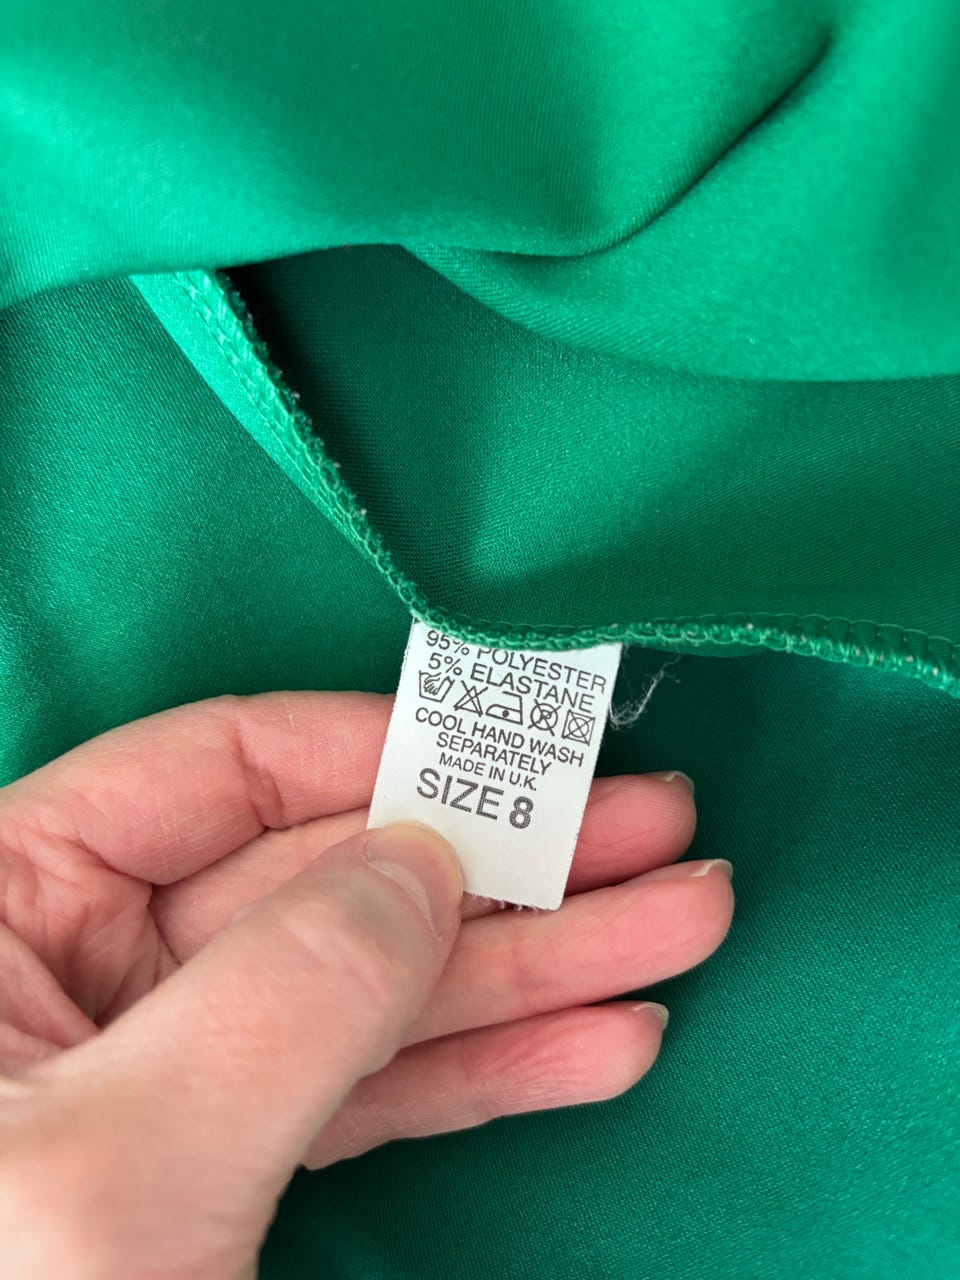 95% POLYESTER
5% ELASTANE
COOL HAND WASH
SEPARATELY
MADE IN U.K.
SIZE 8